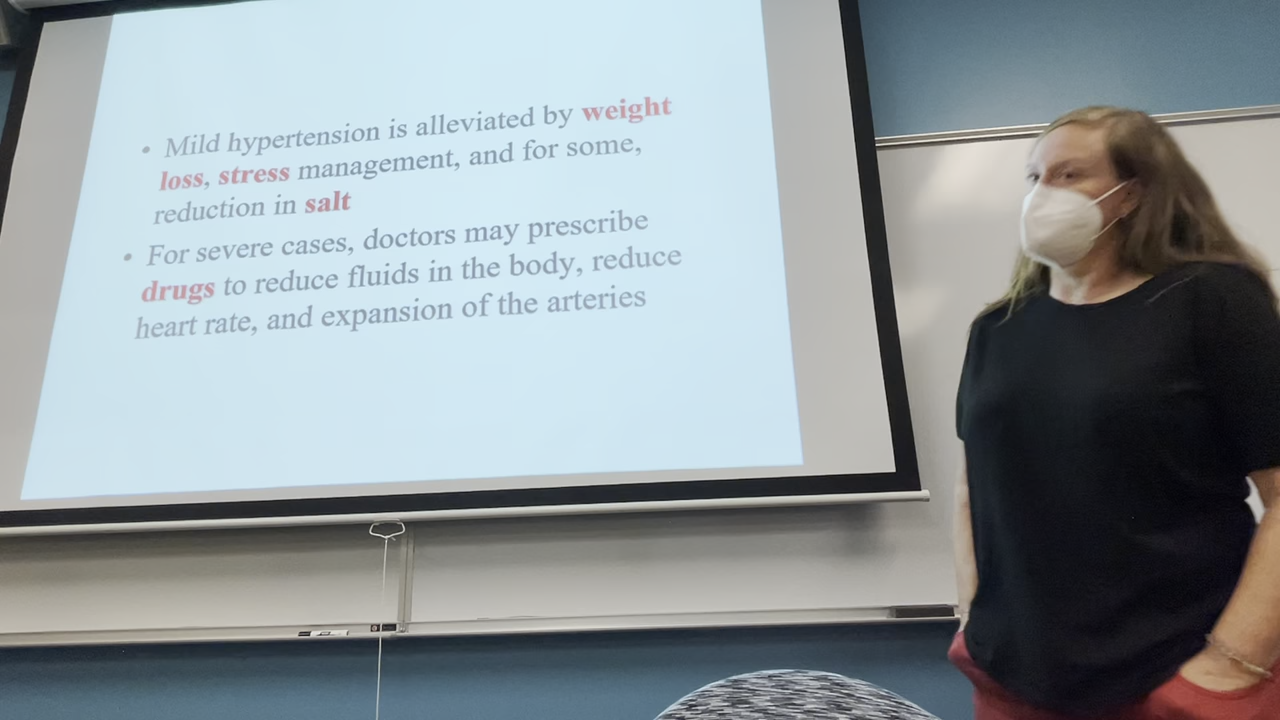 • Mild hypertension is alleviated by weight
loss, stress management, and for some,
reduction in salt
• For severe cases, doctors may prescribe
drugs to reduce fluids in the body, reduce
heart rate, and expansion of the arteries